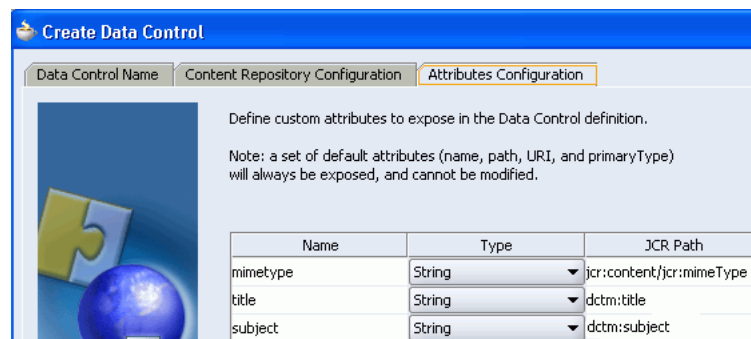 Create Data Control
Data Control Name Content Repository Configuration Attributes Configuration
Define custom attributes to expose in the Data Control definition.
Note: a set of default attributes (name, path, URI, and primaryType)
will always be exposed, and cannot be modified.
Name Type JCR Path
mimetype String jcr:content/jcr:mimeType
title String dctm:title
subject String dctm:subject